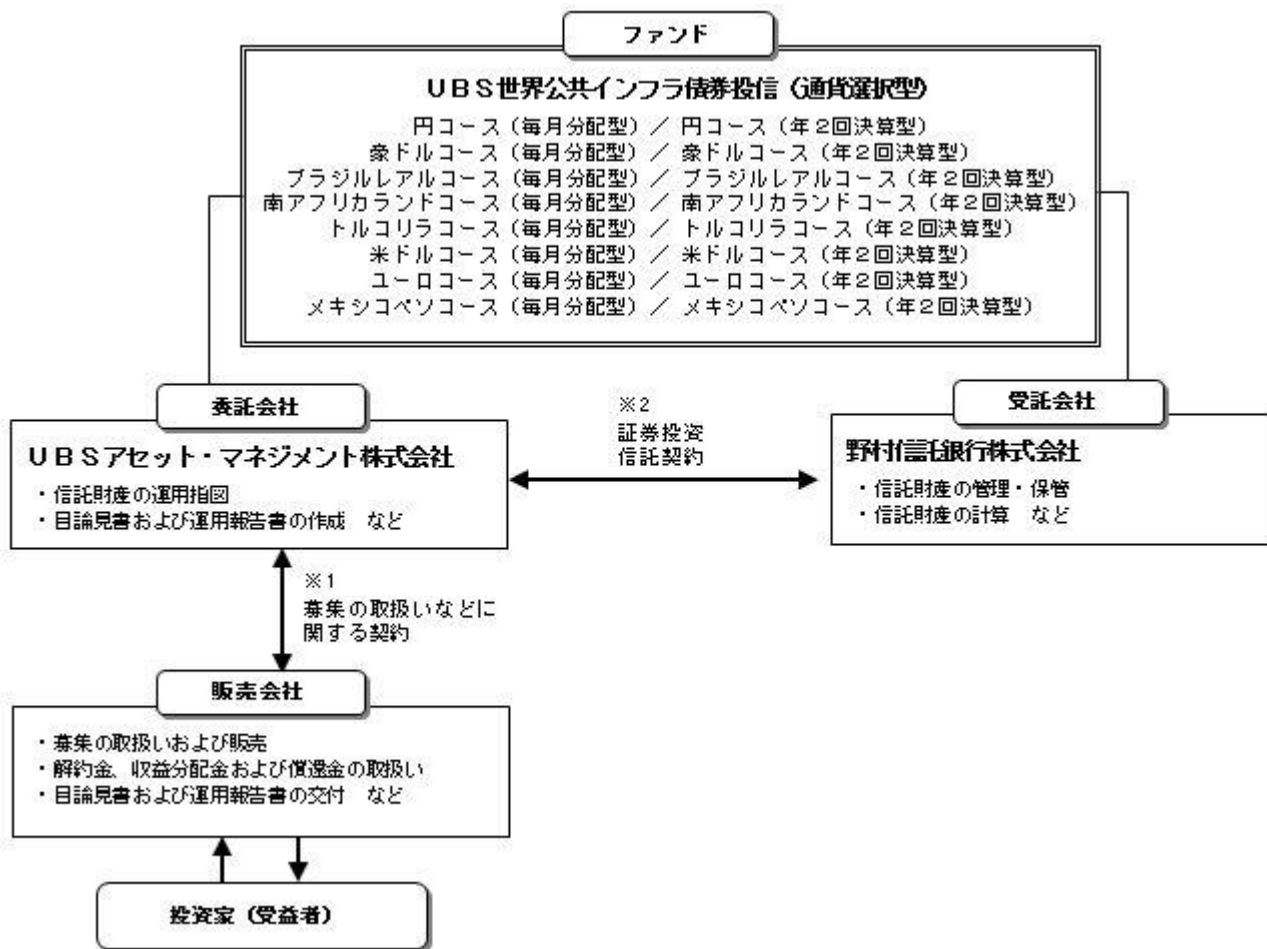 ファンド
UBS世界公共インフラ債券投信(通貨選択型)
円コース(毎月分配型) / 円コース(年2回決算型)
豪ドルコース(毎月分配型) / 豪ドルコース(年2回決算型)
ブラジルレアルコース(毎月分配型) / ブラジルレアルコース(年2回決算型)
南アフリカランドコース(毎月分配型) / 南アフリカランドコース(年2回決算型)
トルコリラコース(毎月分配型) / トルコリラコース(年2回決算型)
米ドルコース(毎月分配型) / 米ドルコース(年2回決算型)
ユーロコース(毎月分配型) / ユーロコース(年2回決算型)
メキシコペソコース(毎月分配型) / メキシコペソコース(年2回決算型)
委託会社
UBSアセット・マネジメント株式会社
・信託財産の運用指図
・目論見書および運用報告書の作成 など
※2
証券投資
信託契約
受託会社
野村信託銀行株式会社
・信託財産の管理・保管
・信託財産の計算 など
※1
募集の取扱いなどに
関する契約
販売会社
・募集の取扱いおよび販売
・解約金、収益分配金および償還金の取扱い
・目論見書および運用報告書の交付 など
投資家(受益者)